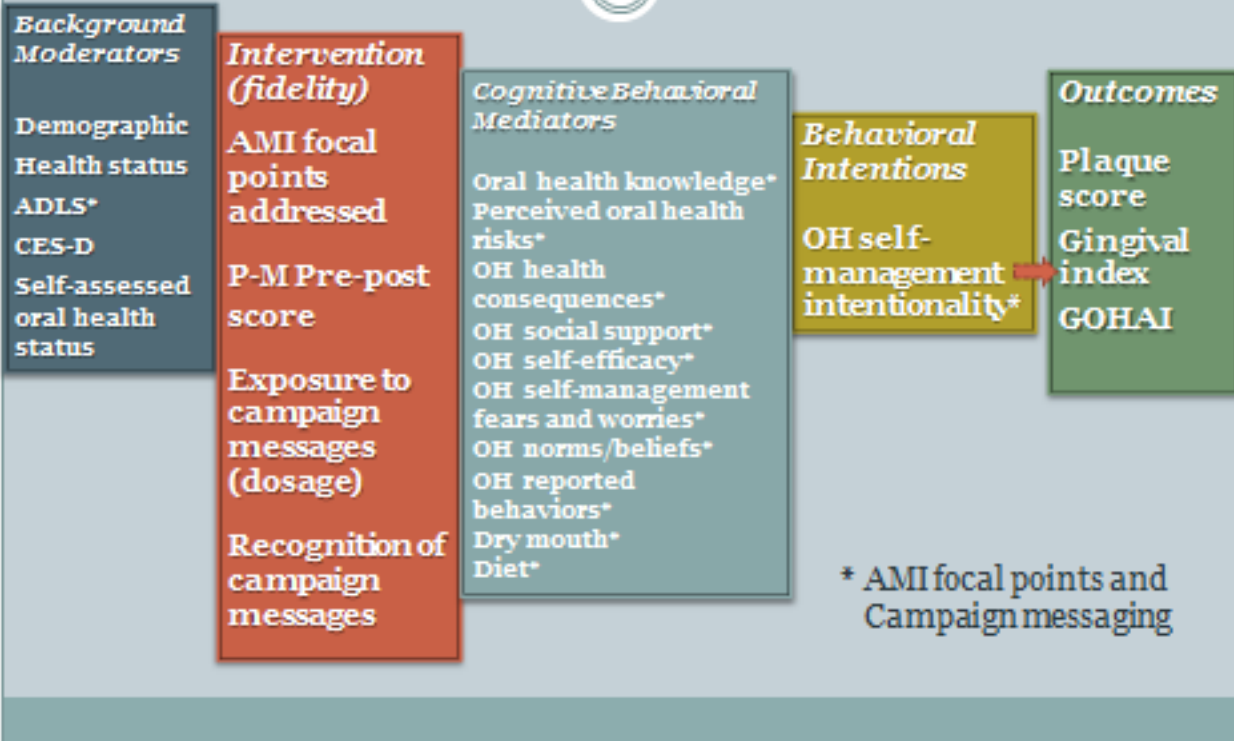 Background
Moderators
Demographic
Health status
ADLS*
CES-D
Self-assessed
oral health
status
Intervention
(fidelity)
AMI focal
points
addressed
P-M Pre-post
score
Exposure to
campaign
messages
(dosage)
Recognition of
campaign
messages
Cognitive Behavioral
Mediators
Oral health knowledge*
Perceived oral health
risks*
OH health
consequences*
OH social support*
OH self-efficacy*
OH self-management
fears and worries*
OH norms/beliefs*
OH reported
behaviors*
Dry mouth*
Diet*
Behavioral
Intentions
OH self-
management
intentionality*
Outcomes
Plaque
score
Gingival
index
GOHAI
* AMI focal points and
Campaign messaging